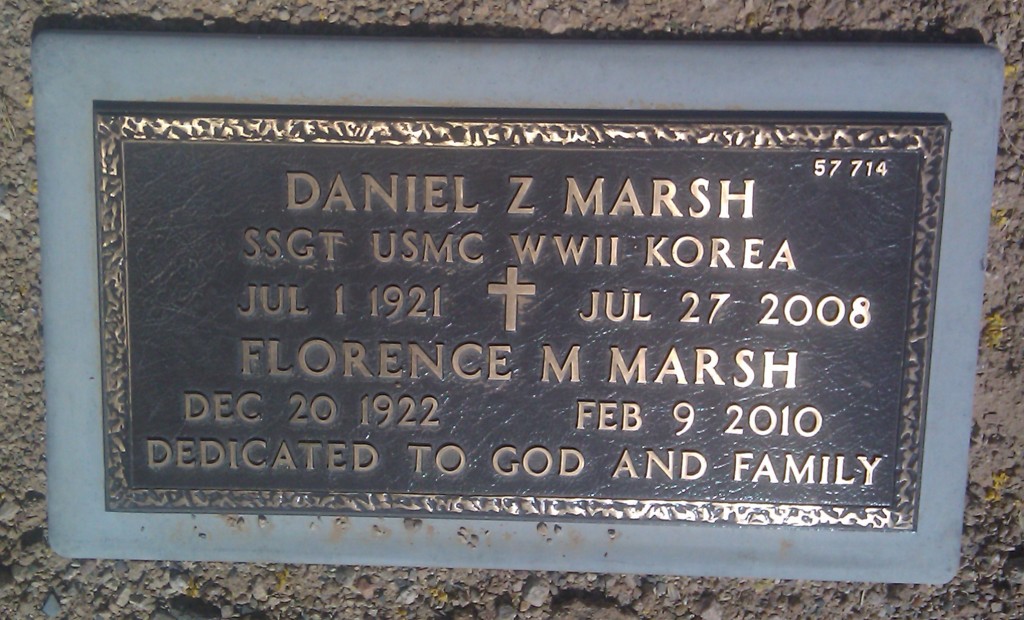 57 714
DANIEL Z MARSH
SSGT USMC WWII KOREA
JUL 1 1921 JUL 27 2008
FLORENCE M MARSH
DEC 20 1922 FEB 9 2010
DEDICATED TO GOD AND FAMILY